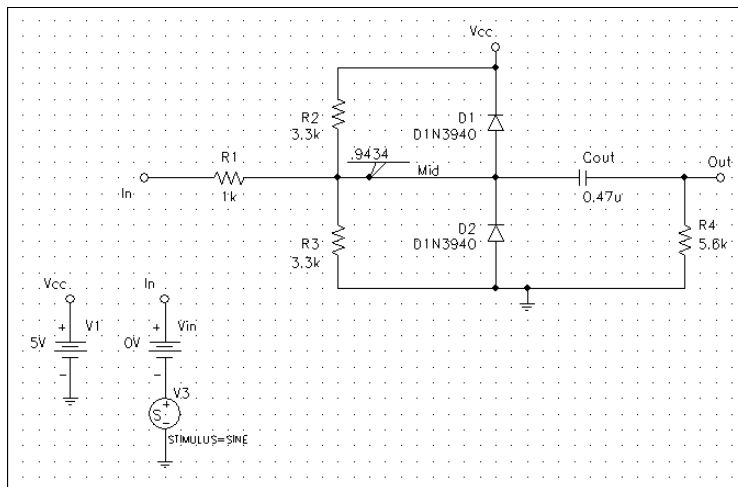 Vcc
R2
3.3k
D1
D1N3940
.9434
R1
1k
In
Mid
Cout
0.47u
Out
R3
3.3k
D2
D1N3940
R4
5.6k
Vcc
+
V1
5V
-
In
+
Vin
0V
-
V3
+
S
-
STIMULUS=SINE